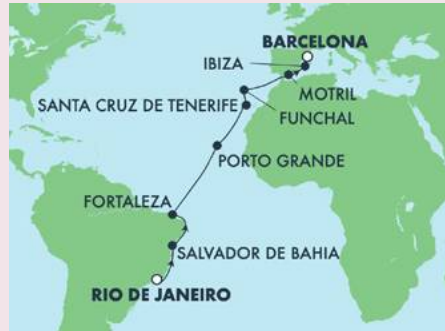 BARCELONA
IBIZA
MOTRIL
SANTA CRUZ DE TENERIFE
FUNCHAL
PORTO GRANDE
FORTALEZA
SALVADOR DE BAHIA
RIO DE JANEIRO